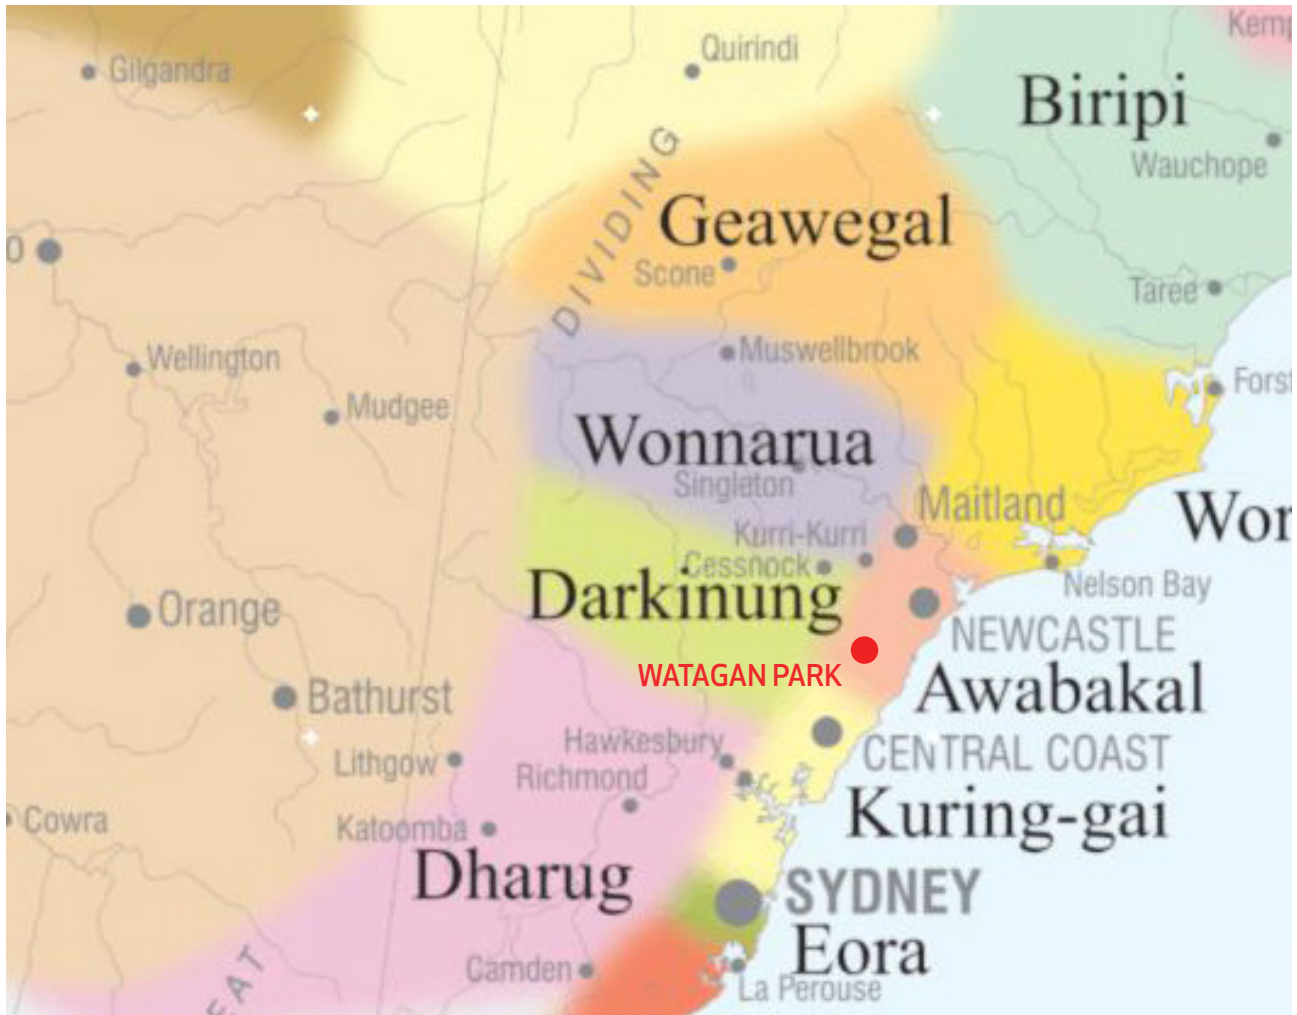 Quirindi
Gilgandra
Biripi
Wauchope
DIVIDING
Geawegal
Scone
Taree
Muswellbrook
Wellington
Mudgee
Wonnarua
Singleton
Maitland
Kurri-Kurri
Cessnock
Nelson Bay
Darkinung
Orange
NEWCASTLE
WATAGAN PARK
Awabakal
Bathurst
Hawkesbury
CENTRAL COAST
Lithgow
Richmond
Kuring-gai
Cowra
Katoomba
Dharug
SYDNEY
Eora
Camden
La Perouse